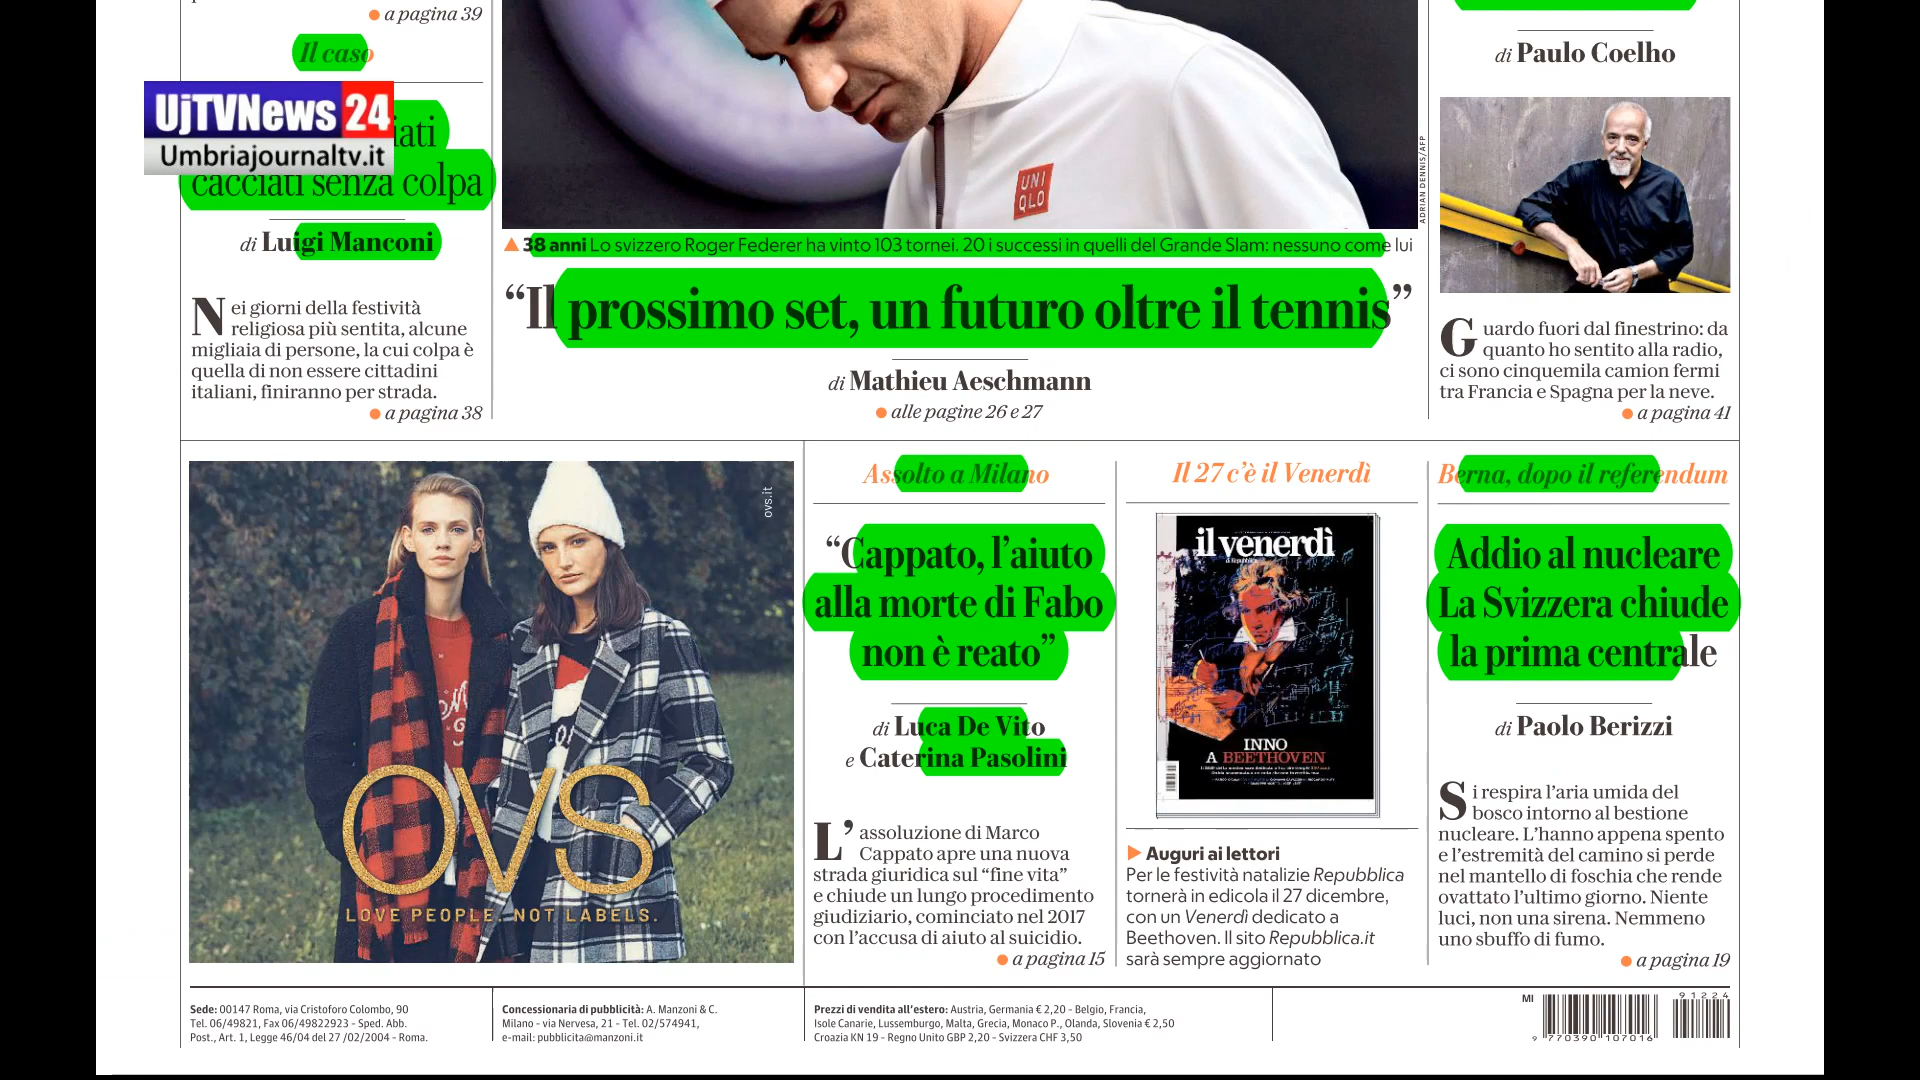 a pagina 39
Il caso
UjTVNews 24
Umbriajournaltv.it
iati
cacciati senza colpa
di Luigi Manconi
Nei giorni della festività
religiosa più sentita, alcune
migliaia di persone, la cui colpa è
quella di non essere cittadini
italiani, finiranno per strada.
a pagina 38
UNI
QLO
ADRIAN DENNIS/AFP
38 anni Lo svizzero Roger Federer ha vinto 103 tornei. 20 i successi in quelli del Grande Slam: nessuno come lui
“Il prossimo set, un futuro oltre il tennis”
di Mathieu Aeschmann
alle pagine 26 e 27
di Paulo Coelho
Guardo fuori dal finestrino: da
quanto ho sentito alla radio,
ci sono cinquemila camion fermi
tra Francia e Spagna per la neve.
a pagina 41
ovs.it
OVS
LOVE PEOPLE. NOT LABELS.
Assolto a Milano
“Cappato, l’aiuto
alla morte di Fabo
non è reato”
di Luca De Vito
e Caterina Pasolini
L’assoluzione di Marco
Cappato apre una nuova
strada giuridica sul “fine vita”
e chiude un lungo procedimento
giudiziario, cominciato nel 2017
con l’accusa di aiuto al suicidio.
a pagina 15
Il 27 c’è il Venerdì
il venerdì
di Repubblica
INNO
A BEETHOVEN
Auguri ai lettori
Per le festività natalizie Repubblica
tornerà in edicola il 27 dicembre,
con un Venerdì dedicato a
Beethoven. Il sito Repubblica.it
sarà sempre aggiornato
Berna, dopo il referendum
Addio al nucleare
La Svizzera chiude
la prima centrale
di Paolo Berizzi
Si respira l’aria umida del
bosco intorno al bestione
nucleare. L’hanno appena spento
e l’estremità del camino si perde
nel mantello di foschia che rende
ovattato l’ultimo giorno. Niente
luci, non una sirena. Nemmeno
uno sbuffo di fumo.
a pagina 19
Sede: 00147 Roma, via Cristoforo Colombo, 90
Tel. 06/49821, Fax 06/49822923 - Sped. Abb.
Post., Art. 1, Legge 46/04 del 27 /02/2004 - Roma.
Concessionaria di pubblicità: A. Manzoni & C.
Milano - via Nervesa, 21 - Tel. 02/574941,
e-mail: pubblicita@manzoni.it
Prezzi di vendita all’estero: Austria, Germania € 2,20 - Belgio, Francia,
Isole Canarie, Lussemburgo, Malta, Grecia, Monaco P., Olanda, Slovenia € 2,50
Croazia KN 19 - Regno Unito GBP 2,20 - Svizzera CHF 3,50
MI
91224
9 770390 107016